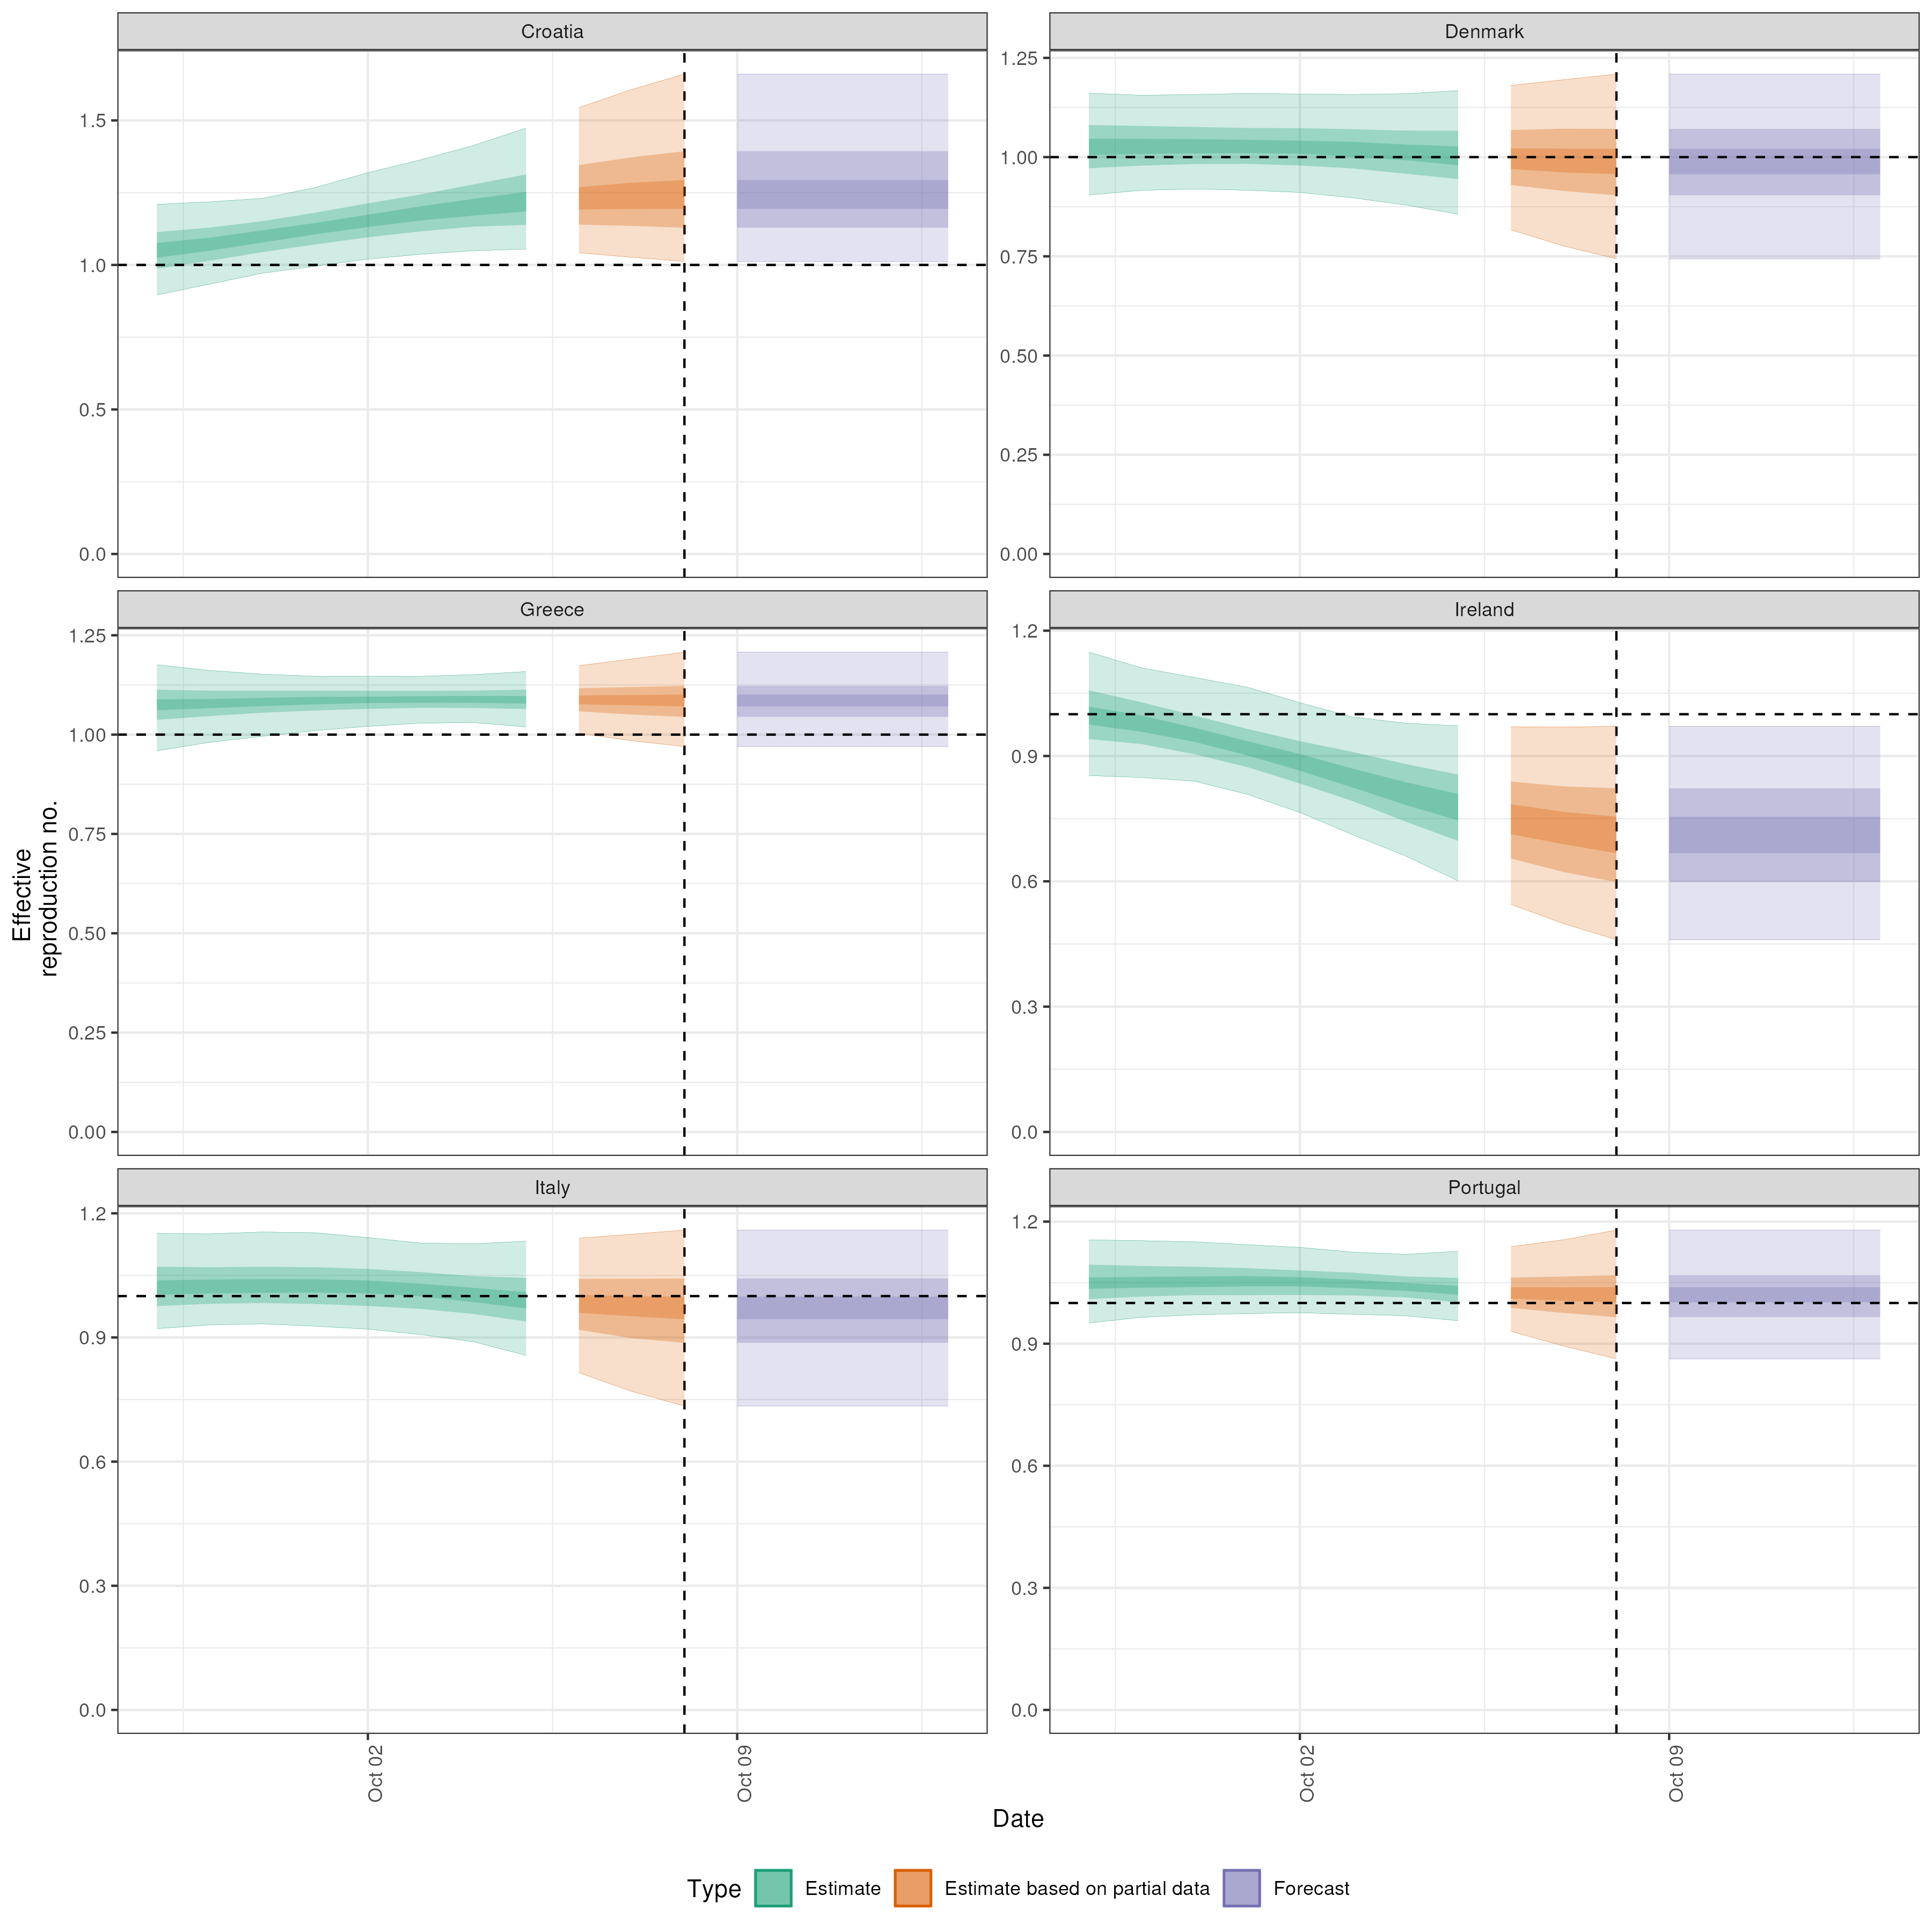 Croatia
Denmark
1.5
1.0
0.5
0.0
1.25
1.00
0.75
0.50
0.25
0.00
Greece
Ireland
1.25
1.00
0.75
0.50
0.25
0.00
1.2
0.9
0.6
0.3
0.0
Effective
reproduction no.
Italy
Portugal
1.2
0.9
0.6
0.3
0.0
1.2
0.9
0.6
0.3
0.0
Oct 02
Oct 09
Oct 02
Oct 09
Date
Type Estimate Estimate based on partial data Forecast